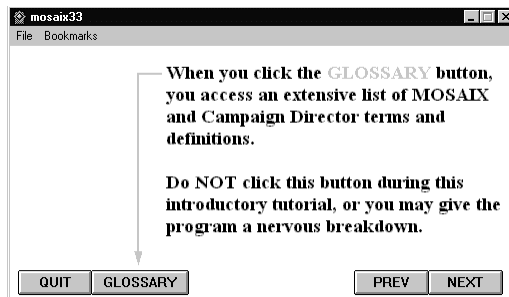 mosaix33
File Bookmarks
When you click the GLOSSARY button,
you access an extensive list of MOSAIX
and Campaign Director terms and
definitions.
Do NOT click this button during this
introductory tutorial, or you may give the
program a nervous breakdown.
QUIT GLOSSARY PREV NEXT